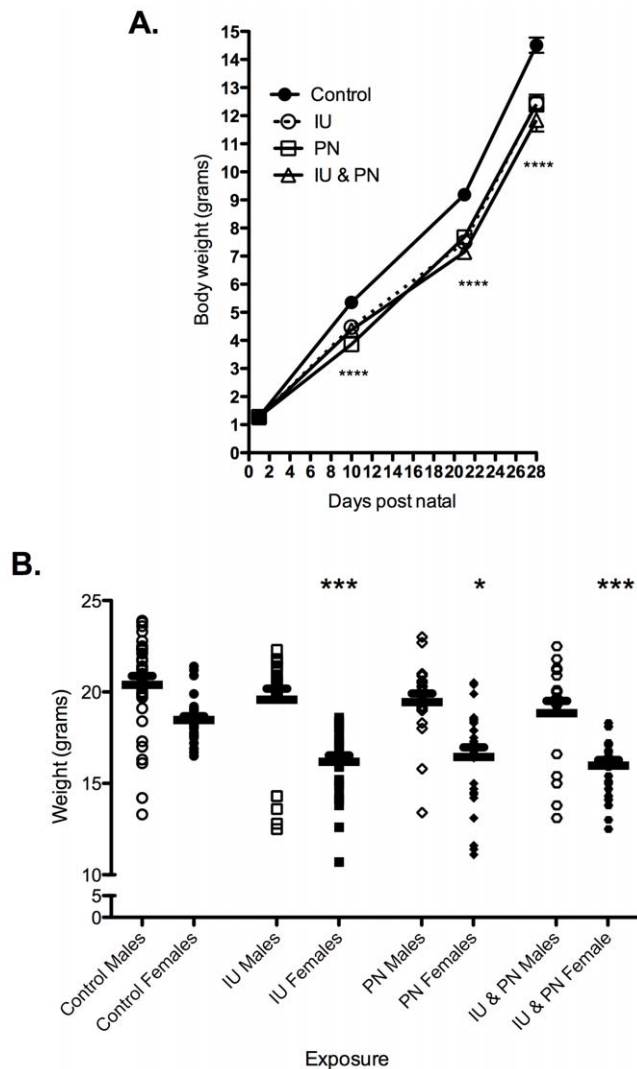 A.
15
14
13
12
11
10
9
8
7
6
5
4
3
2
1
0
Body weight (grams)
Control
IU
PN
IU & PN
****
****
****
0 2 4 6 8 10 12 14 16 18 20 22 24 26 28
Days post natal
B.
*** * ***
25
20
15
10
5
0
Weight (grams)
Control Males
Control Females
IU Males
IU Females
PN Males
PN Females
IU & PN Males
IU & PN Female
Exposure